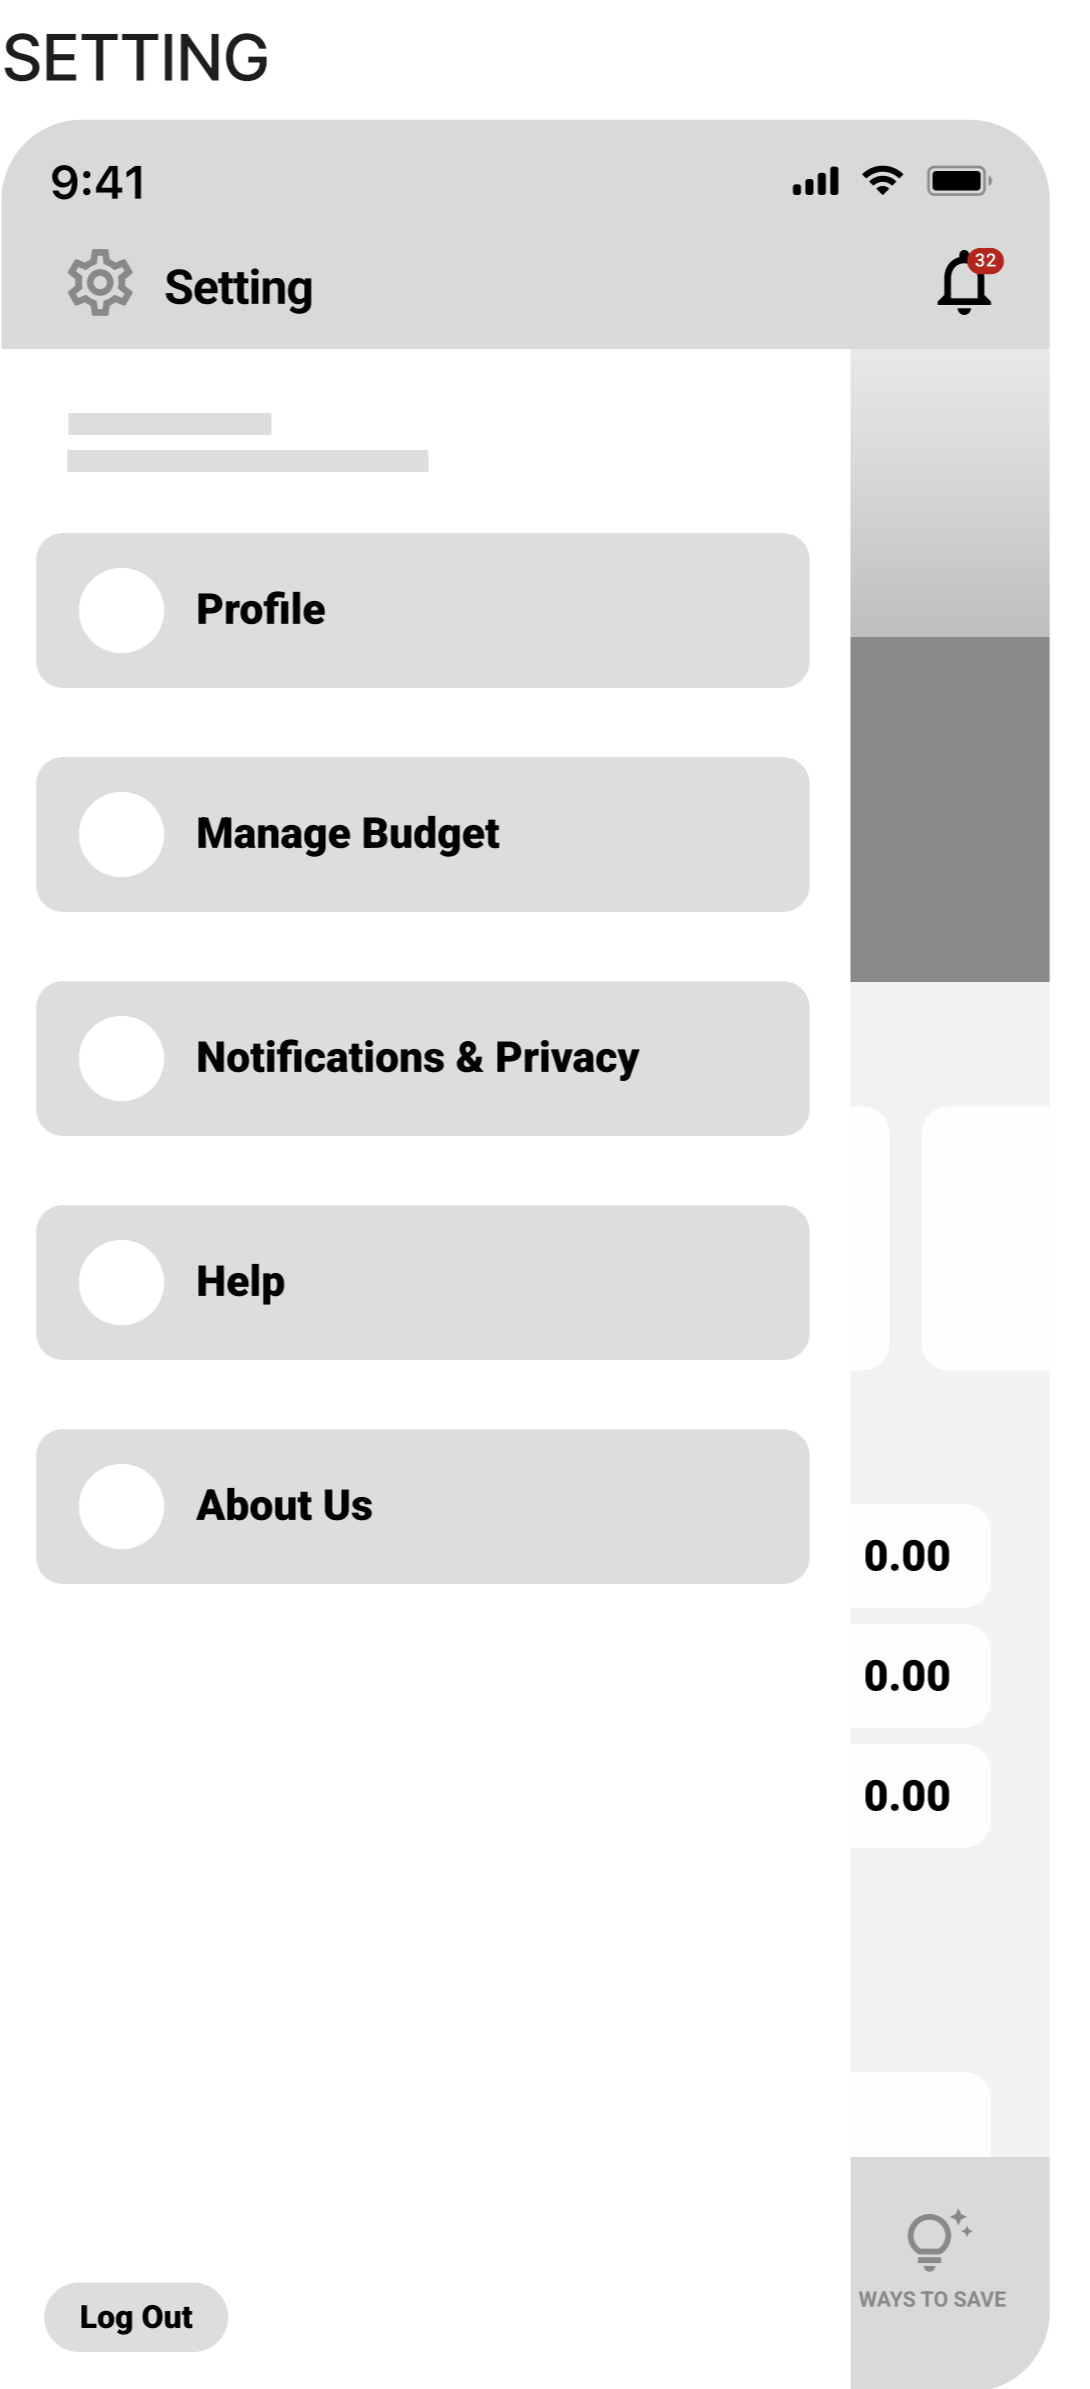 SETTING
9:41
Setting
32
Profile
Manage Budget
Notifications & Privacy
Help
About Us
0.00
0.00
0.00
WAYS TO SAVE
Log Out